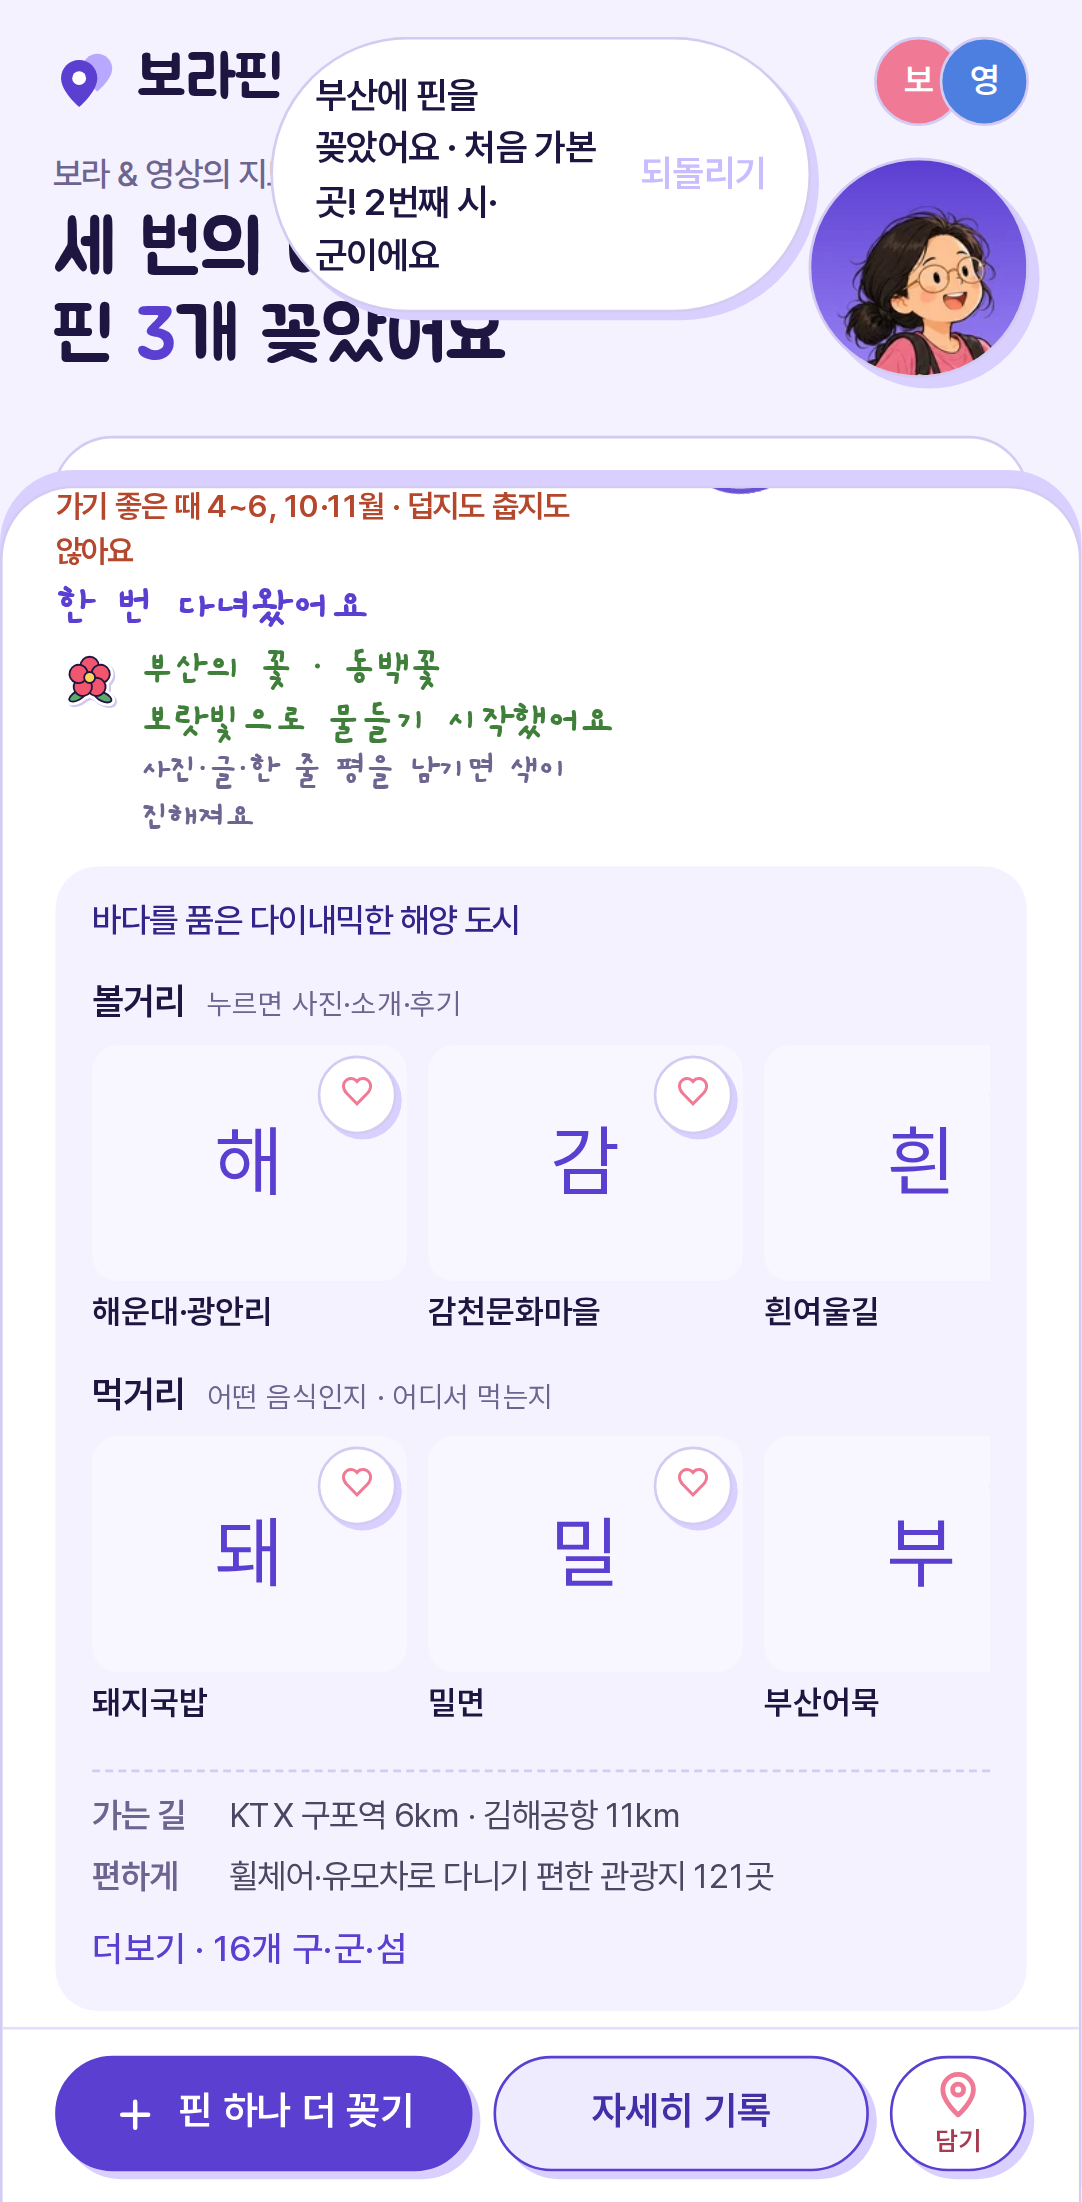 보라핀
보 영
부산에 핀을
꽂았어요 · 처음 가본
곳! 2번째 시·
군이에요
되돌리기
보라 & 영상의
세 번의
핀 3개 꽂았어요
가기 좋은 때 4~6, 10·11월 · 덥지도 춥지도
않아요
한 번 다녀왔어요
부산의 꽃 · 동백꽃
보랏빛으로 물들기 시작했어요
사진·글·한 줄 평을 남기면 색이
진해져요
바다를 품은 다이내믹한 해양 도시
볼거리 누르면 사진·소개·후기
해 감 흰
해운대·광안리 감천문화마을 흰여울길
먹거리 어떤 음식인지 · 어디서 먹는지
돼 밀 부
돼지국밥 밀면 부산어묵
가는 길 KTX 구포역 6km · 김해공항 11km
편하게 휠체어·유모차로 다니기 편한 관광지 121곳
더보기 · 16개 구·군·섬
+ 핀 하나 더 꽂기 자세히 기록 담기